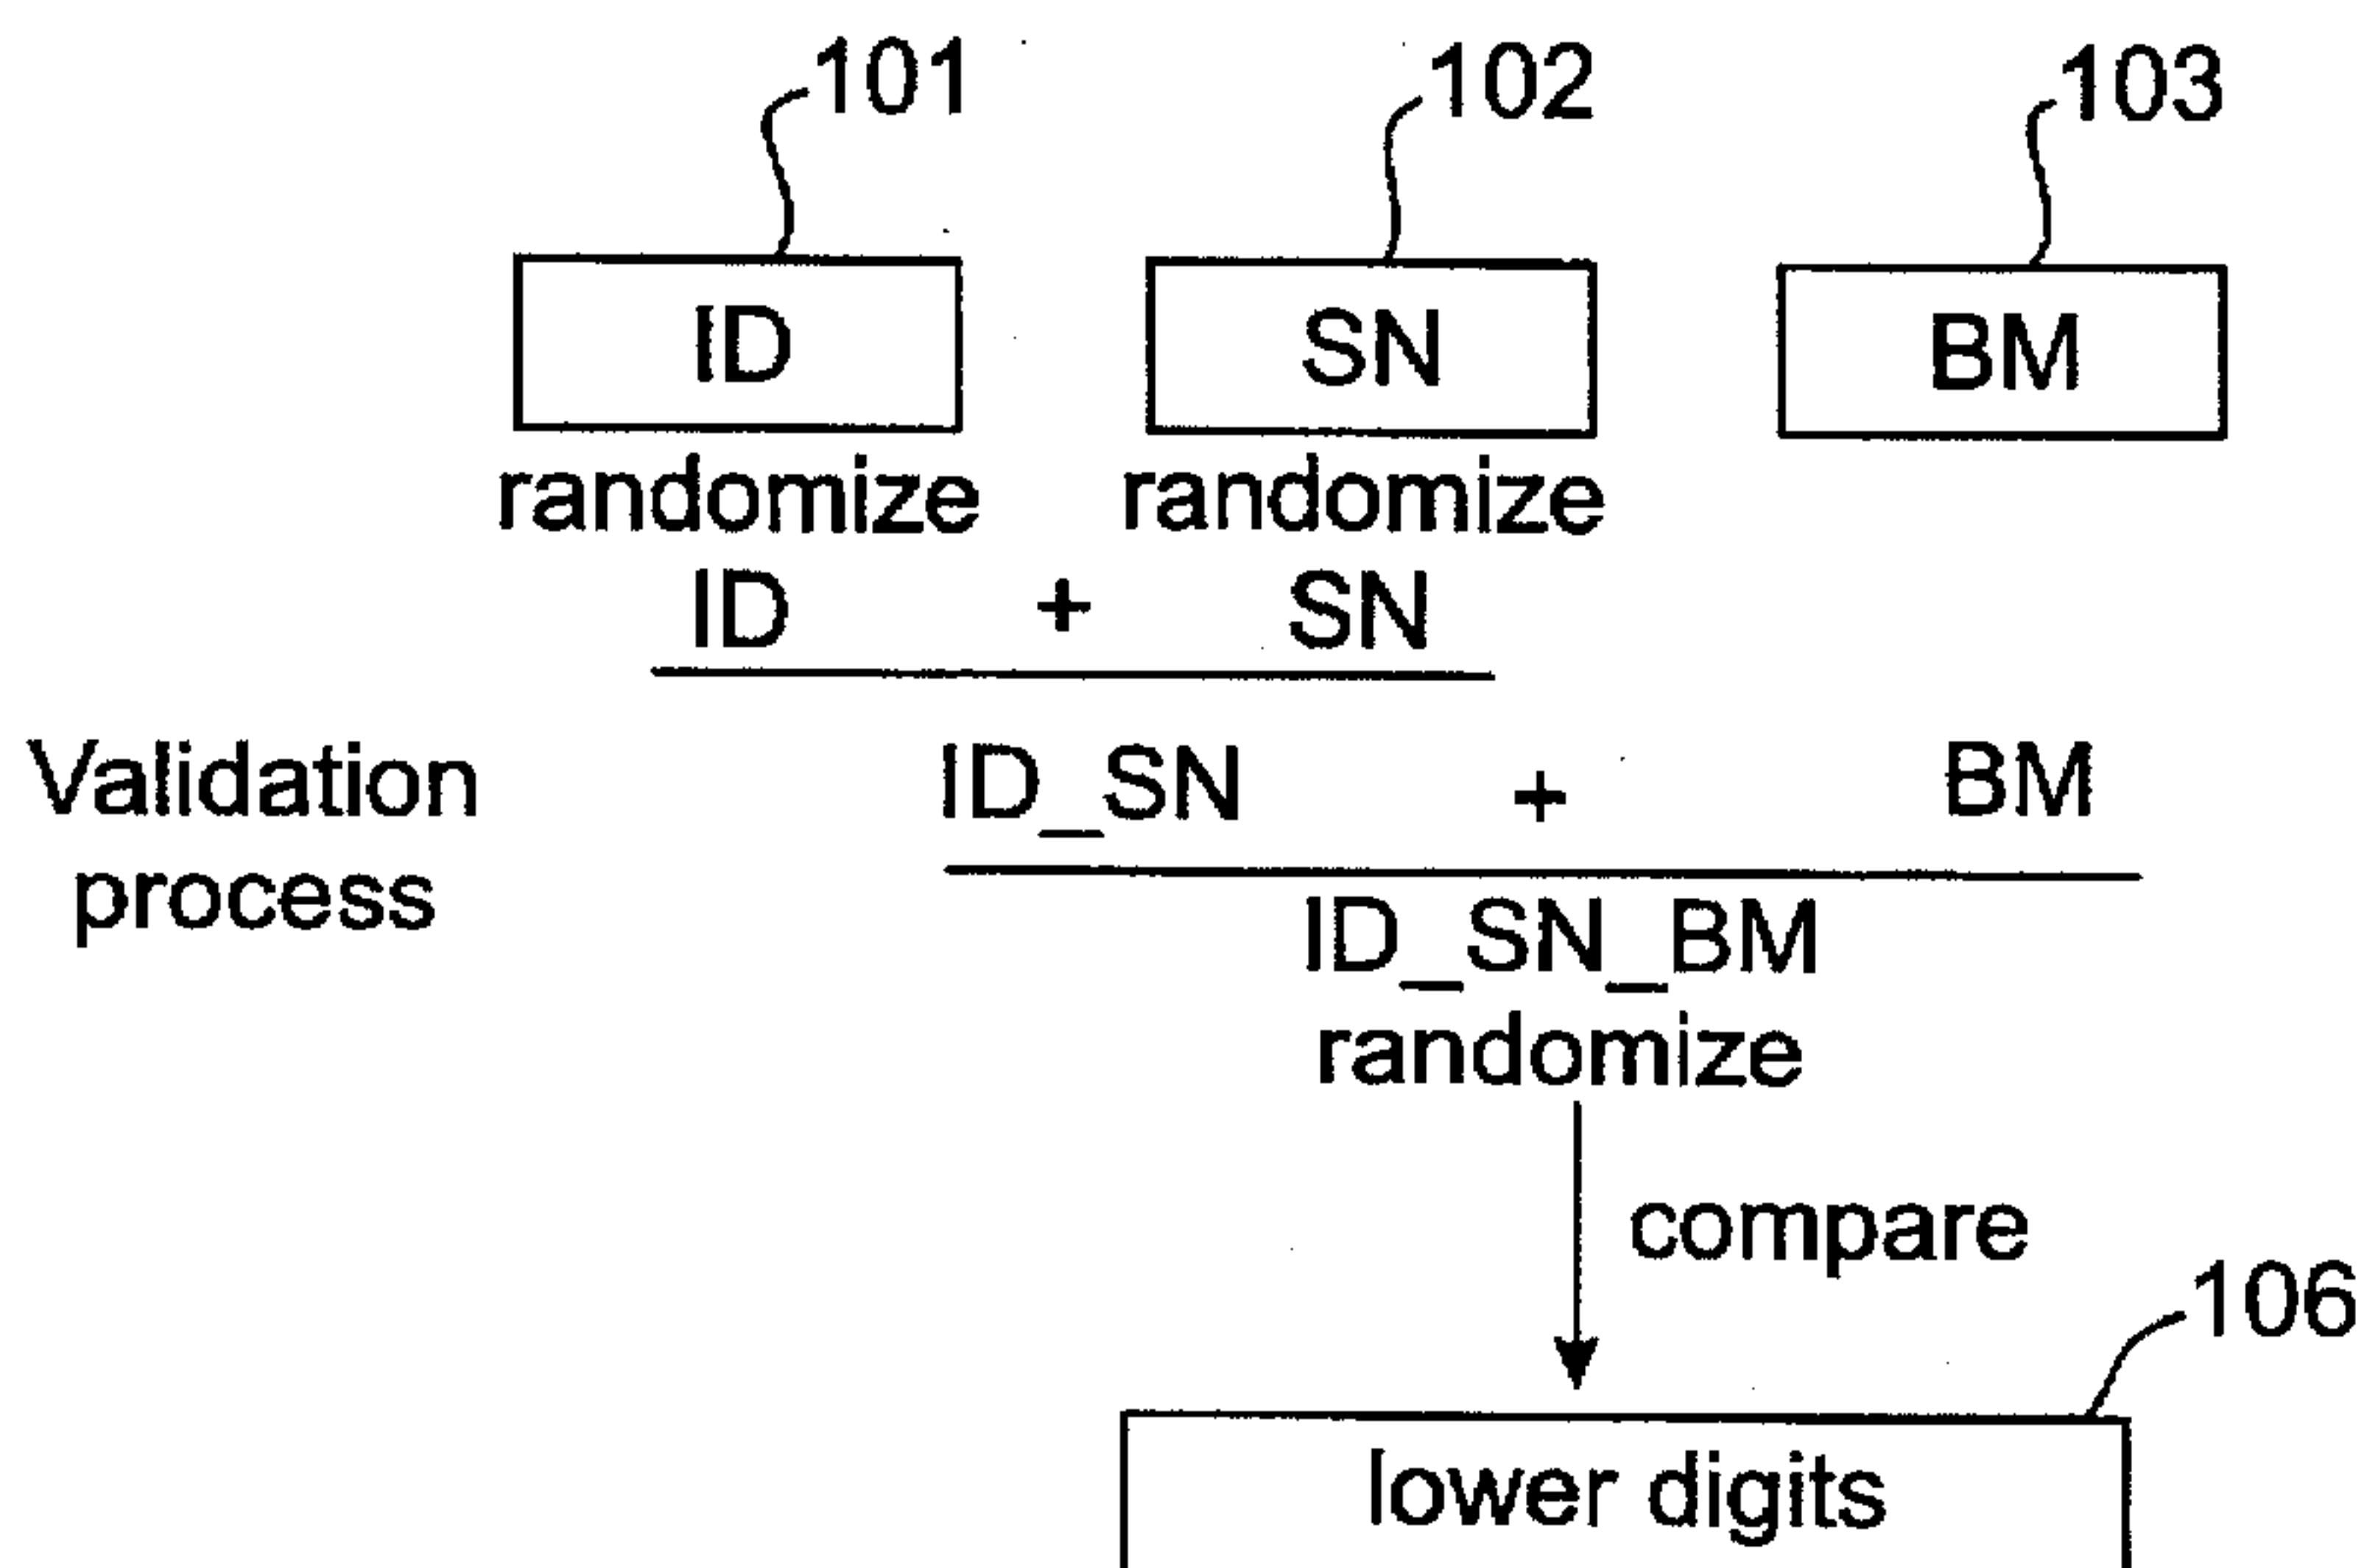 101 102 103
ID SN BM
randomize randomize
ID + SN
Validation process
ID_SN + BM
ID_SN_BM
randomize
compare
106
lower digits